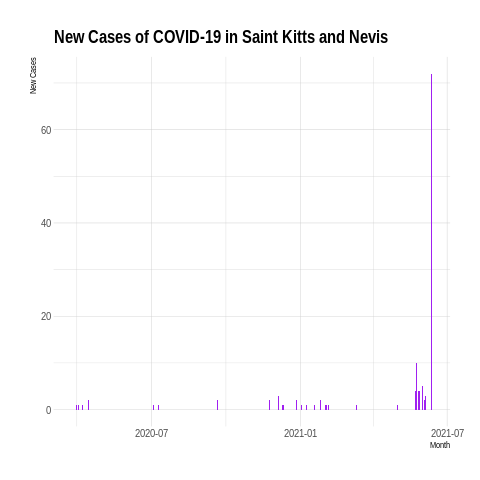 New Cases of COVID-19 in Saint Kitts and Nevis
New Cases
60
40
20
0
2020-07
2021-01
2021-07
Month